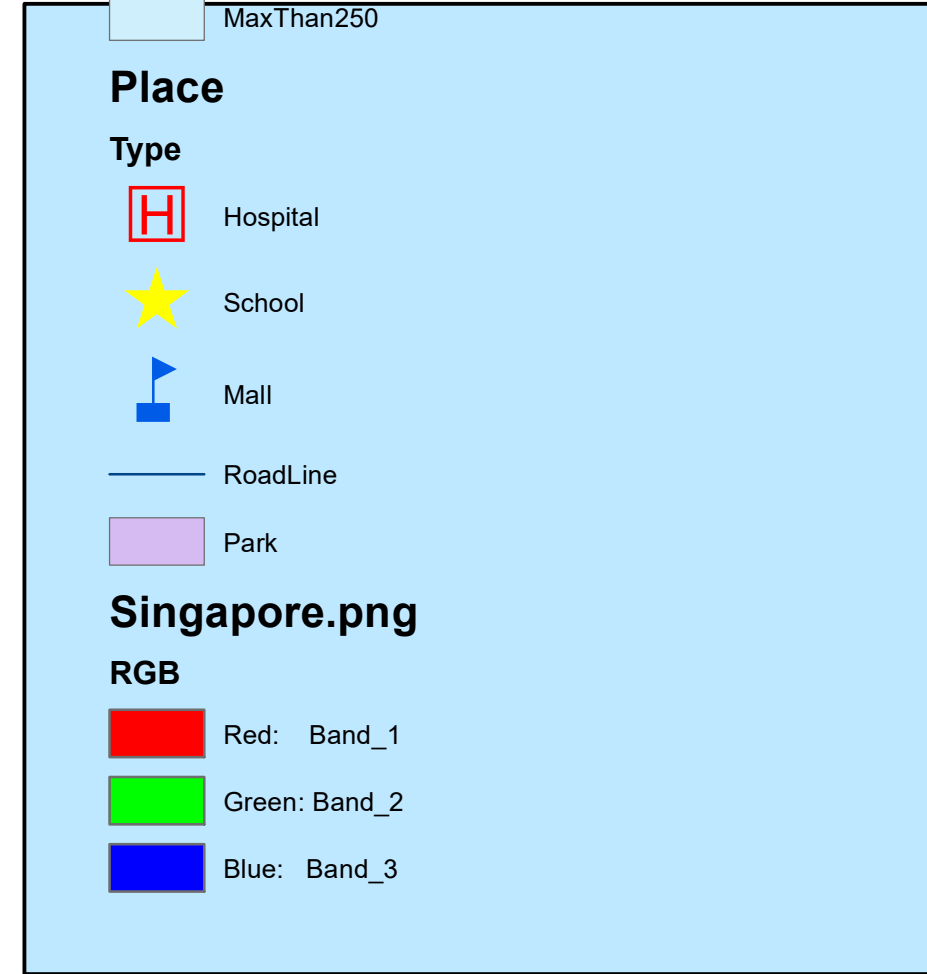 MaxThan250
Place
Type
H
Hospital
School
Mall
RoadLine
Park
Singapore.png
RGB
Red: Band_1
Green: Band_2
Blue: Band_3